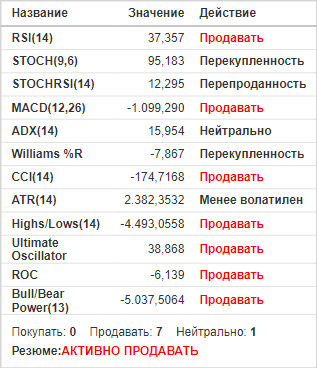 Название Значение Действие
RSI(14) 37,357 Продавать
STOCH(9,6) 95,183 Перекупленность
STOCHRSI(14) 12,295 Перепроданность
MACD(12,26) -1.099,290 Продавать
ADX(14) 15,954 Нейтрально
Williams %R -7,867 Перекупленность
CCI(14) -174,7168 Продавать
ATR(14) 2.382,3532 Менее волатилен
Highs/Lows(14) -4.493,0558 Продавать
Ultimate
Oscillator 38,868 Продавать
ROC -6,139 Продавать
Bull/Bear
Power(13) -5.037,5064 Продавать
Покупать: 0 Продавать: 7 Нейтрально: 1
Резюме:АКТИВНО ПРОДАВАТЬ